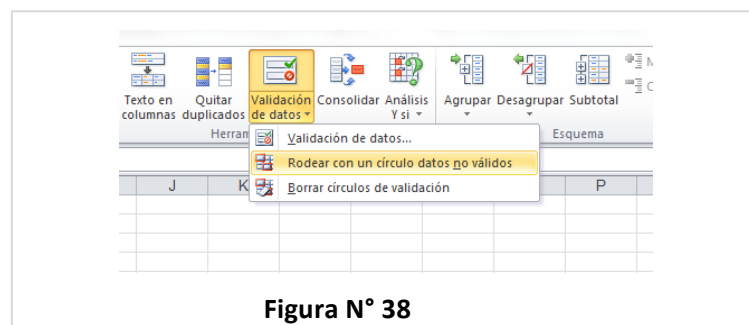 Texto en columnas
Quitar duplicados
Validación de datos
Consolidar
Análisis Y si
Agrupar
Desagrupar
Subtotal
Herran
Esquema
Validación de datos...
Rodear con un círculo datos no válidos
Borrar círculos de validación
J K P
Figura N° 38